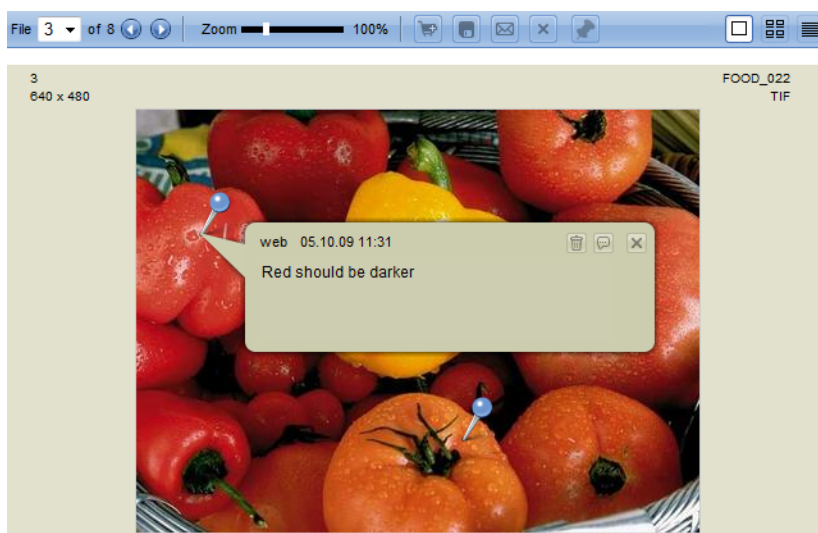 File 3 of 8 Zoom 100%
3 FOOD_022
640 x 480 TIF
web 05.10.09 11:31
Red should be darker